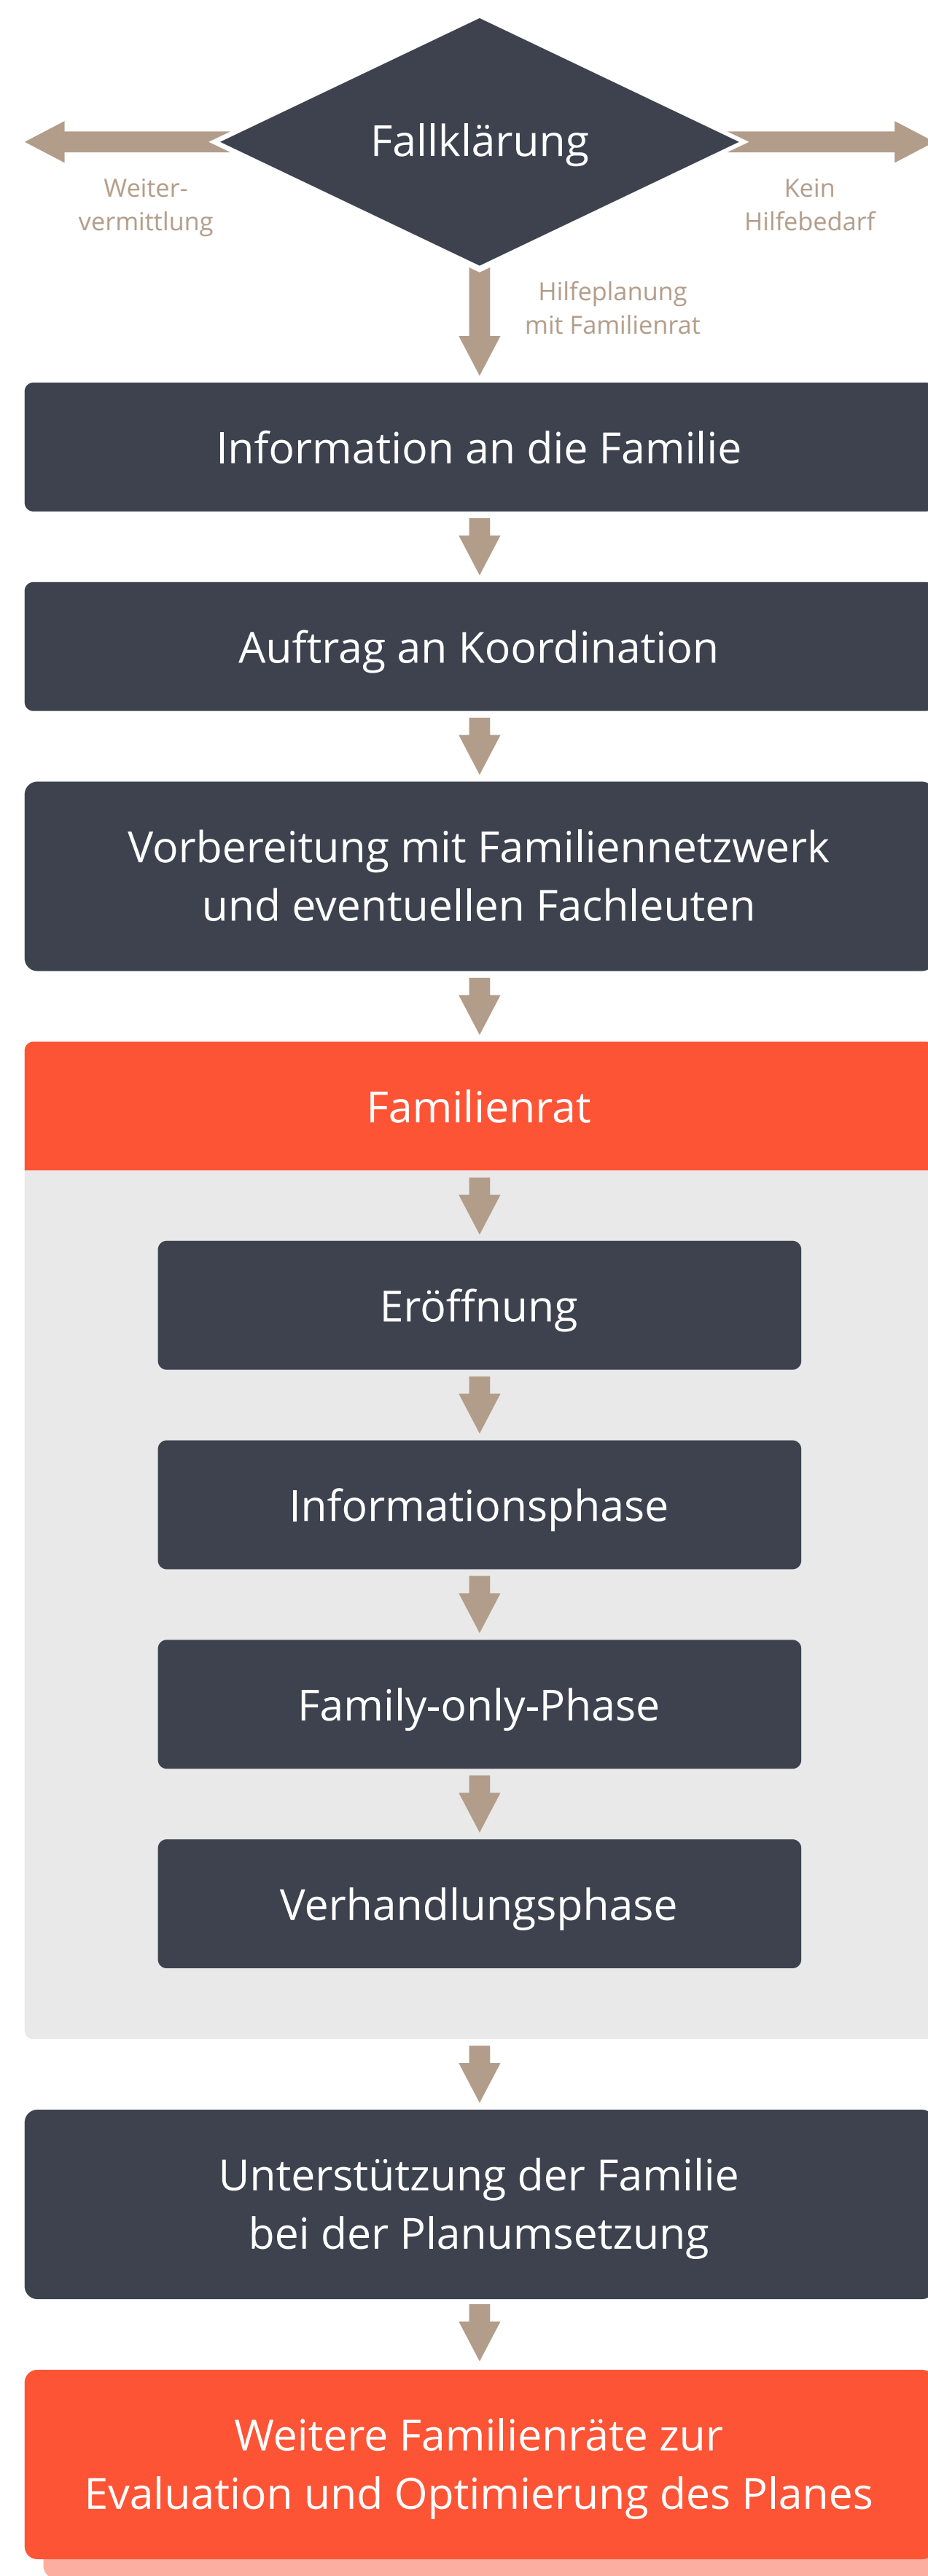 Fallklärung
Weiter-
vermittlung
Kein
Hilfebedarf
Hilfeplanung
mit Familienrat
Information an die Familie
Auftrag an Koordination
Vorbereitung mit Familiennetzwerk
und eventuellen Fachleuten
Familienrat
Eröffnung
Informationsphase
Family-only-Phase
Verhandlungsphase
Unterstützung der Familie
bei der Planumsetzung
Weitere Familienräte zur
Evaluation und Optimierung des Planes